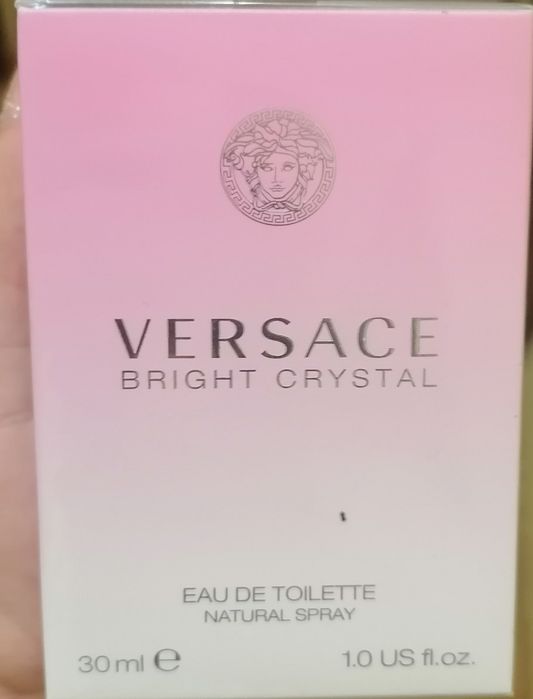 VERSACE
BRIGHT CRYSTAL
EAU DE TOILETTE
NATURAL SPRAY
30 ml ℮ 1.0 US fl.oz.